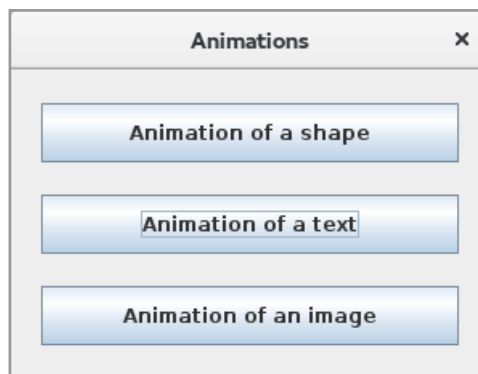 Animations
Animation of a shape
Animation of a text
Animation of an image